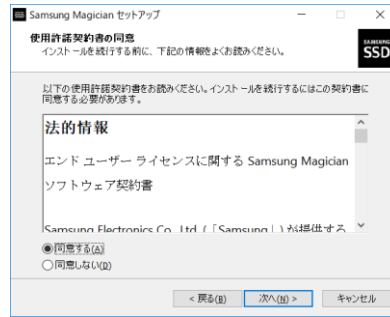 Samsung Magician セットアップ
使用許諾契約書の同意
インストールを続行する前に、下記の情報をよくお読みください。
SAMSUNG
SSD
以下の使用許諾契約書をお読みください。インストールを続行するにはこの契約書に
同意する必要があります。
法的情報
エンド ユーザー ライセンスに関する Samsung Magician
ソフトウェア契約書
Samsung Electronics Co., Ltd. (「Samsung」) が提供する
同意する(A)
同意しない(D)
< 戻る(B)
次へ(N) >
キャンセル